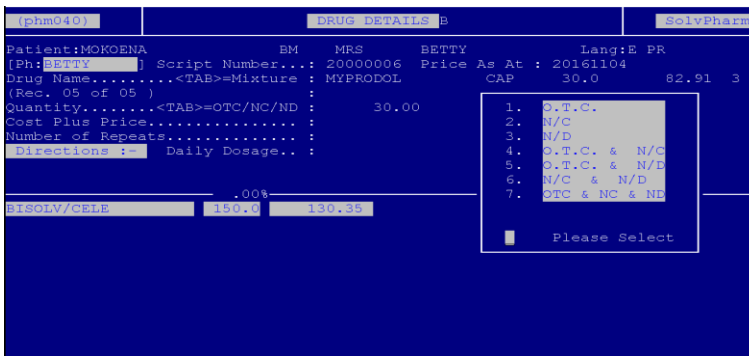 (phm040) DRUG DETAILS B SolvPharm
Patient:MOKOENA BM MRS BETTY Lang:E PR
[Ph:BETTY ] Script Number...: 20000006 Price As At : 20161104
Drug Name.........<TAB>=Mixture : MYPRODOL CAP 30.0 82.91 3
(Rec. 05 of 05 ) :
Quantity........<TAB>=OTC/NC/ND : 30.00
Cost Plus Price................ :
Number of Repeats.............. :
Directions :- Daily Dosage.. :
1. O.T.C.
2. N/C
3. N/D
4. O.T.C. & N/C
5. O.T.C. & N/D
6. N/C & N/D
7. OTC & NC & ND
Please Select
.00%
BISOLV/CELE 150.0 130.35